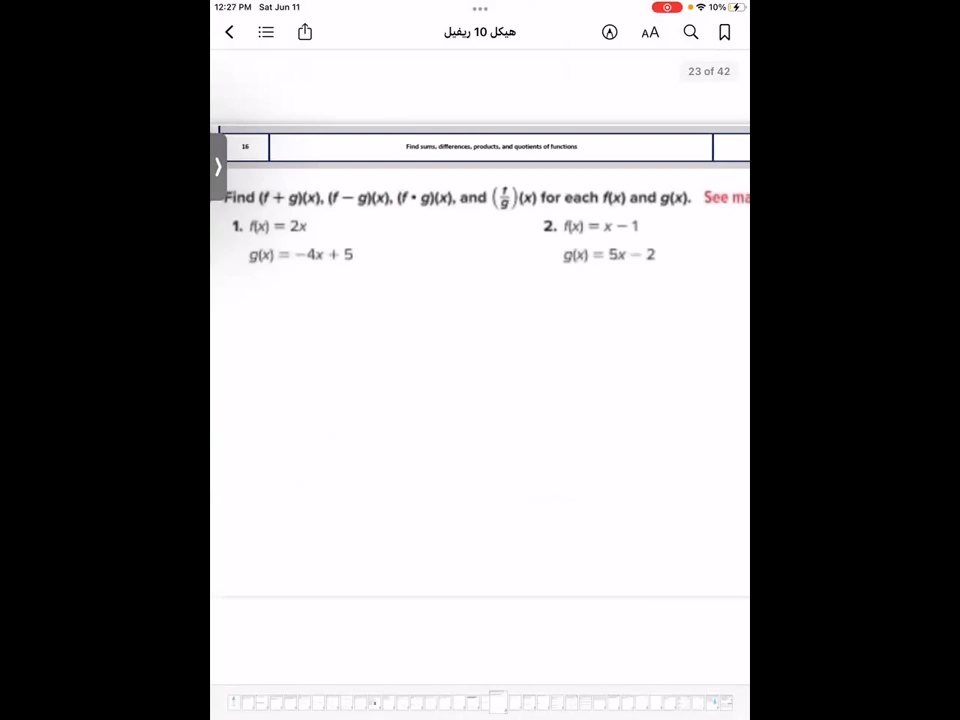 12:27 PM Sat Jun 11
10%
هيكل 10 ريفيل
AA
23 of 42
16
Find sums, differences, products, and quotients of functions
Find (f + g)(x), (f − g)(x), (f • g)(x), and (f/g)(x) for each f(x) and g(x). See ma
1. f(x) = 2x
g(x) = −4x + 5
2. f(x) = x − 1
g(x) = 5x − 2